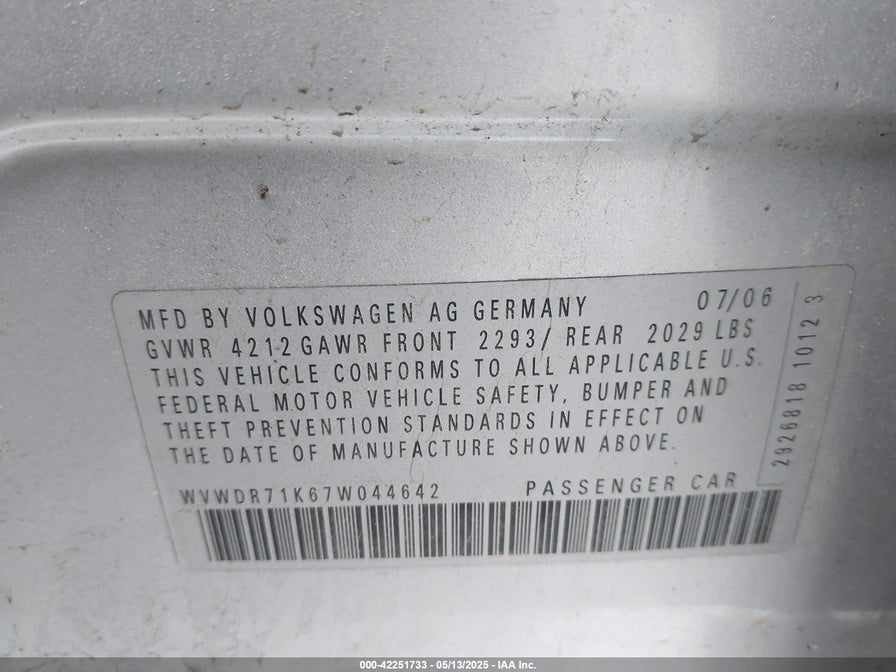 MFD BY VOLKSWAGEN AG GERMANY 07/06
GVWR 4212 GAWR FRONT 2293/ REAR 2029 LBS
THIS VEHICLE CONFORMS TO ALL APPLICABLE U.S.
FEDERAL MOTOR VEHICLE SAFETY, BUMPER AND
THEFT PREVENTION STANDARDS IN EFFECT ON
THE DATE OF MANUFACTURE SHOWN ABOVE.
WVWDR71K67W044642 PASSENGER CAR
2926818 10123
000-42251733 - 05/13/2025 - IAA Inc.